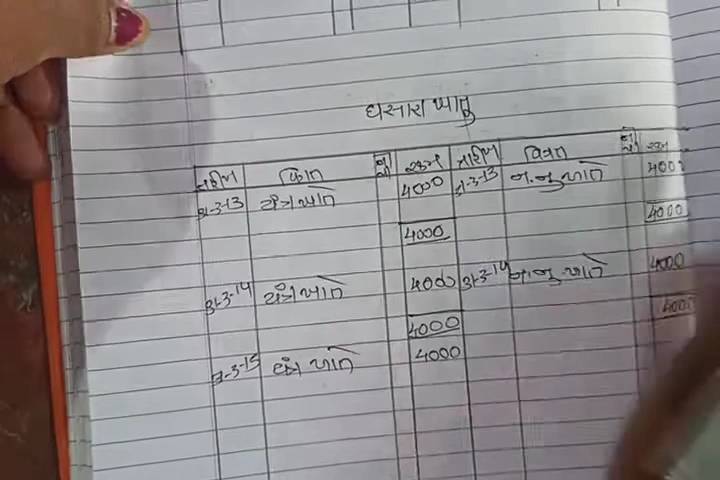 ઘસારા ખાતુ
તારીખ વિગત બા.પા. રકમ તારીખ વિગત બા.પા. રકમ
31-3-13 યંત્ર ખાતે 4000 31-3-13 ન.નુ.ખાતે 4000
4000 4000
31-3-14 યંત્ર ખાતે 4000 31-3-14 ન.નુ.ખાતે 4000
4000 4000
31-3-15 યંત્ર ખાતે 4000